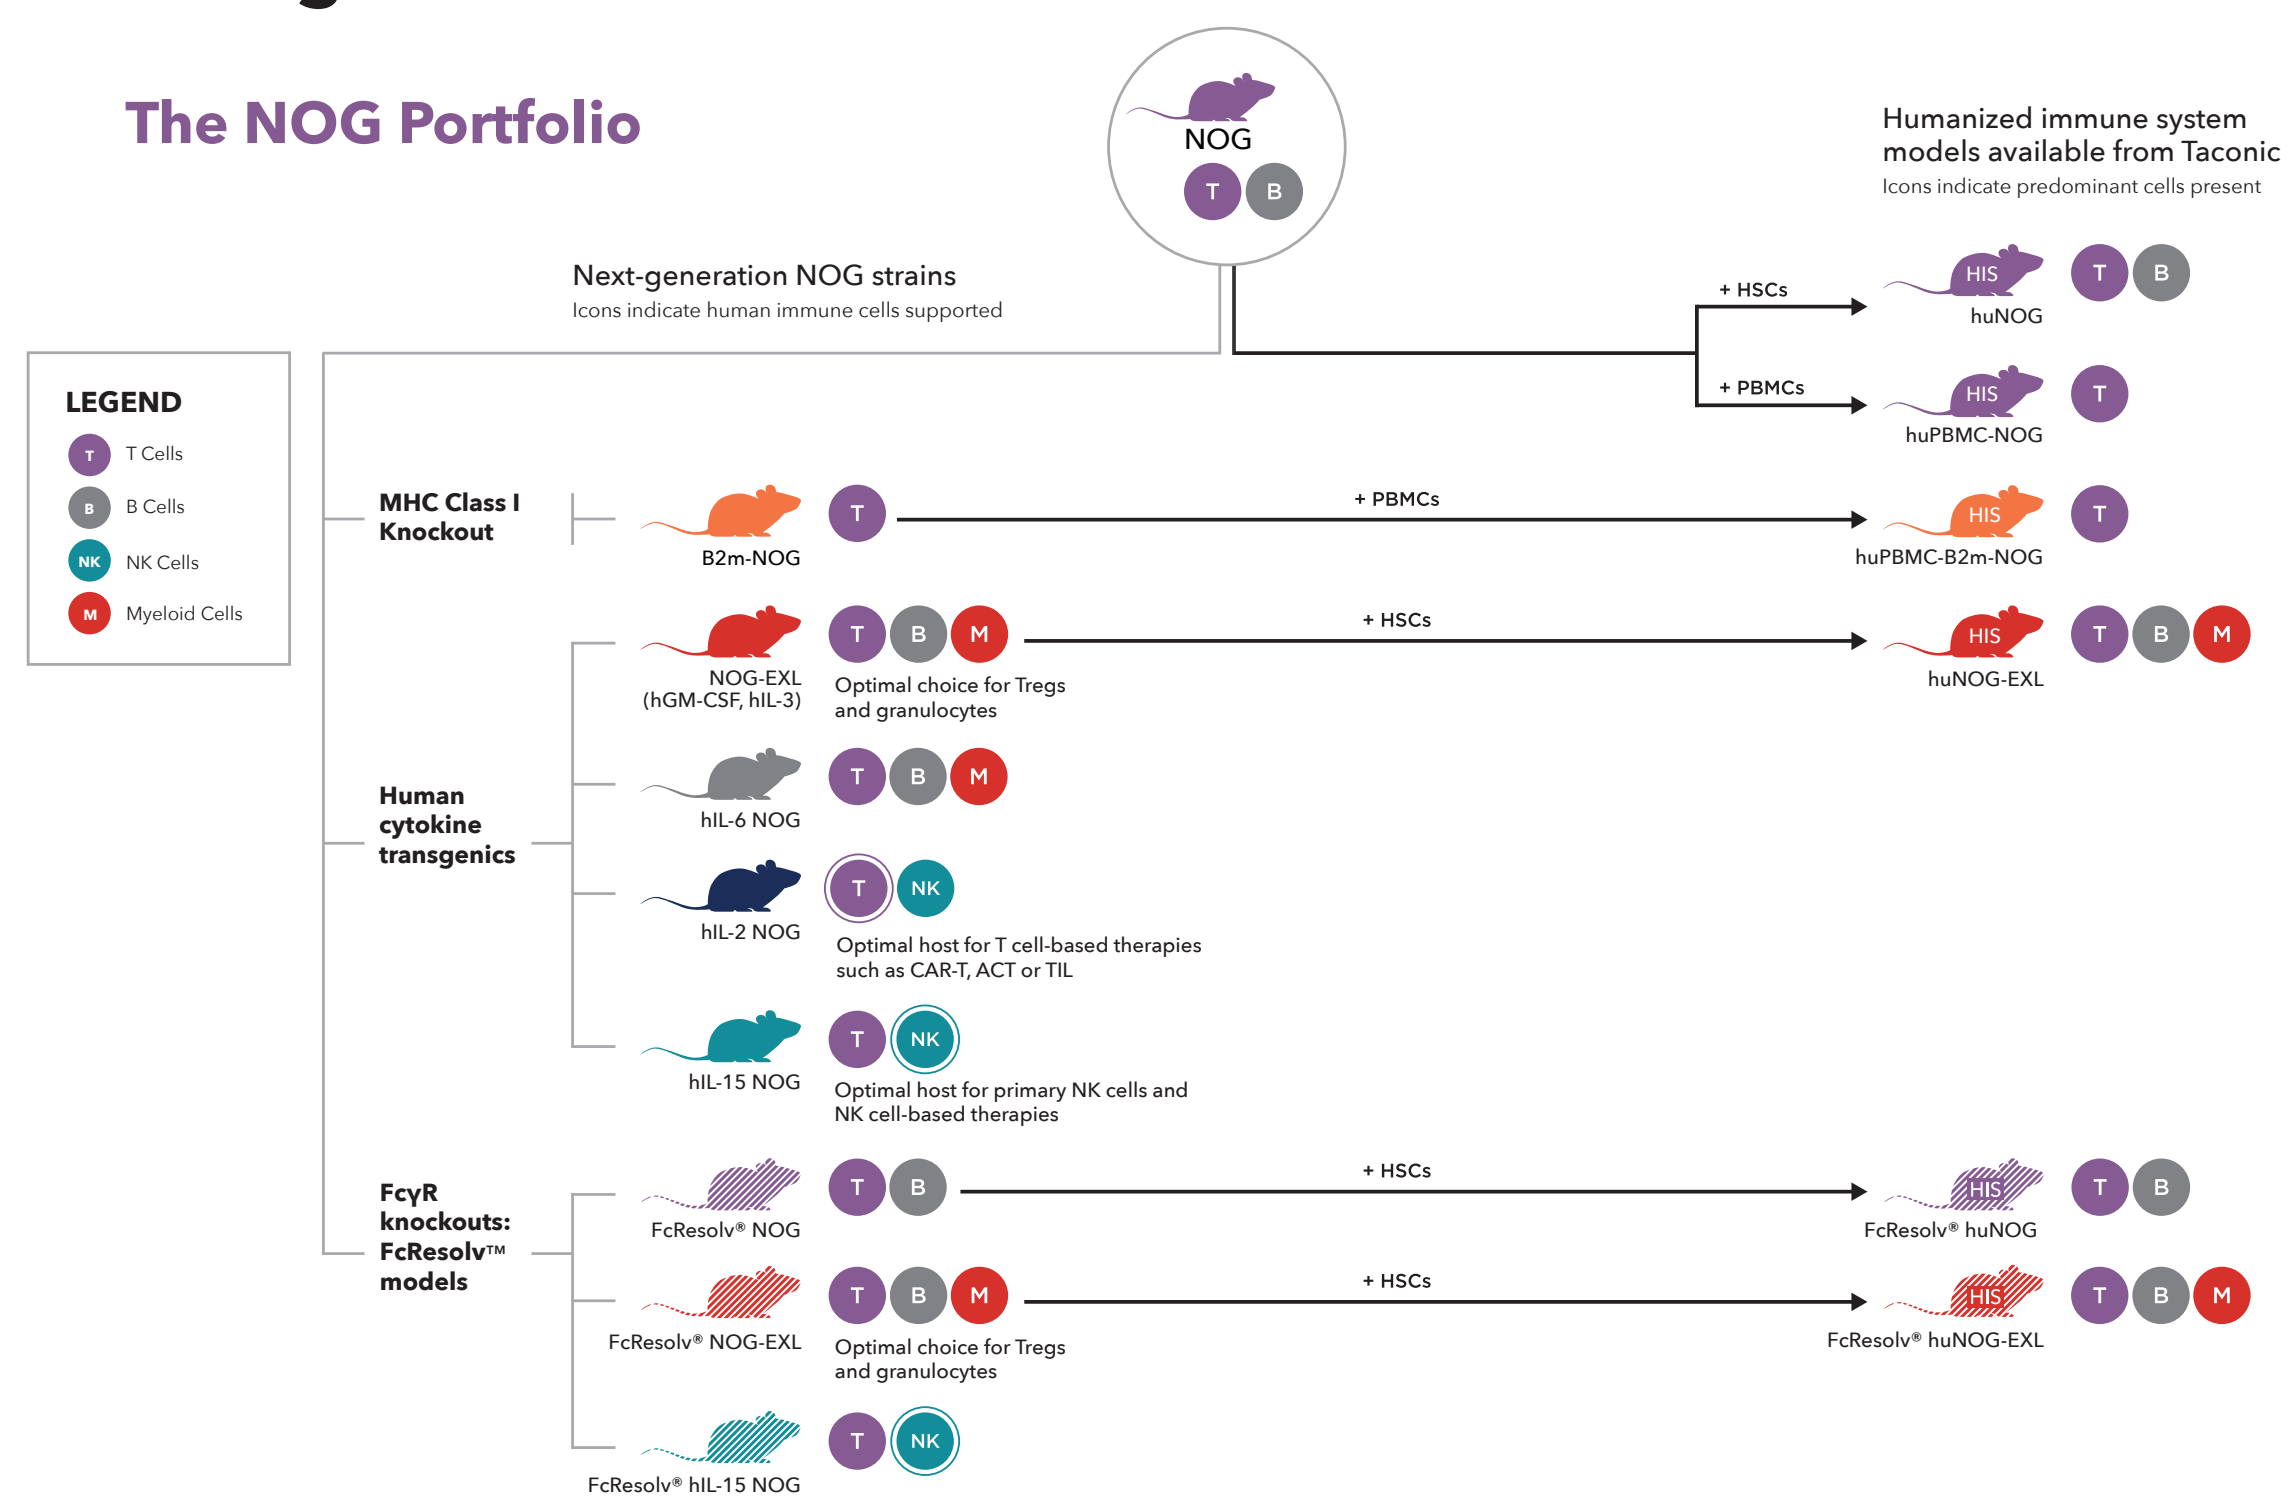 The NOG Portfolio
NOG
T B
Humanized immune system
models available from Taconic
Icons indicate predominant cells present
Next-generation NOG strains
Icons indicate human immune cells supported
+ HSCs
HIS
huNOG
T B
+ PBMCs
HIS
huPBMC-NOG
T
LEGEND
T T Cells
B B Cells
NK NK Cells
M Myeloid Cells
MHC Class I
Knockout
B2m-NOG
T
+ PBMCs
HIS
huPBMC-B2m-NOG
T
Human
cytokine
transgenics
NOG-EXL
(hGM-CSF, hIL-3)
T B M
Optimal choice for Tregs
and granulocytes
+ HSCs
HIS
huNOG-EXL
T B M
hIL-6 NOG
T B M
hIL-2 NOG
T NK
Optimal host for T cell-based therapies
such as CAR-T, ACT or TIL
hIL-15 NOG
T NK
Optimal host for primary NK cells and
NK cell-based therapies
FcγR
knockouts:
FcResolv™
models
FcResolv® NOG
T B
+ HSCs
HIS
FcResolv® huNOG
T B
FcResolv® NOG-EXL
T B M
Optimal choice for Tregs
and granulocytes
+ HSCs
HIS
FcResolv® huNOG-EXL
T B M
FcResolv® hIL-15 NOG
T NK